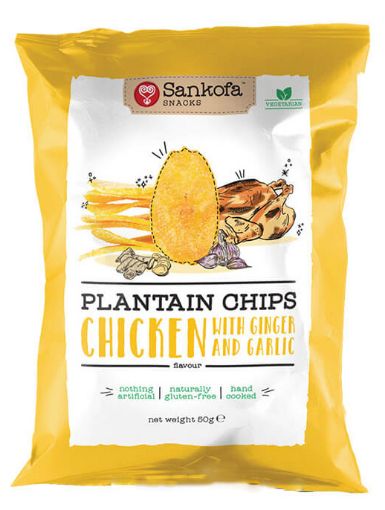 Sankofa
SNACKS
VEGETARIAN
PLANTAIN CHIPS
CHICKEN WITH GINGER
AND GARLIC
flavour
nothing artificial
naturally gluten-free
hand cooked
net weight 50g ℮